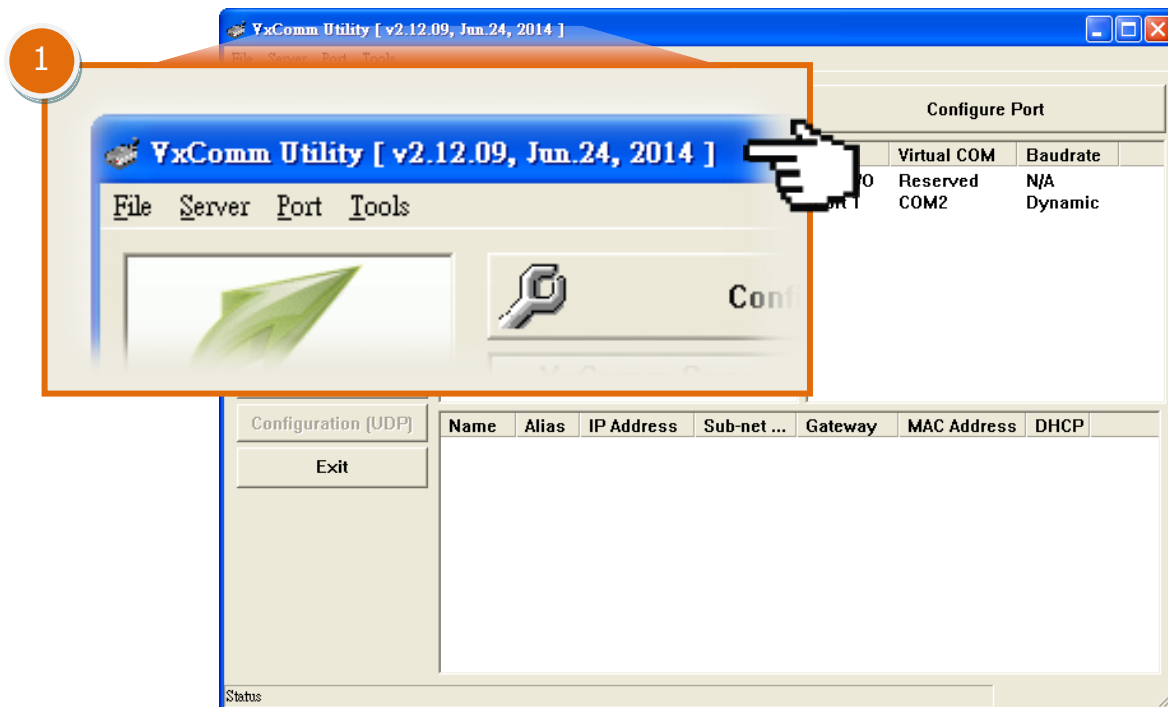 VxComm Utility [ v2.12.09, Jun.24, 2014 ]
File Server Port Tools
1
VxComm Utility [ v2.12.09, Jun.24, 2014 ]
File Server Port Tools
Configure Port
Virtual COM Baudrate
Reserved N/A
COM2 Dynamic
Configuration (UDP)
Name Alias IP Address Sub-net ... Gateway MAC Address DHCP
Exit
Status